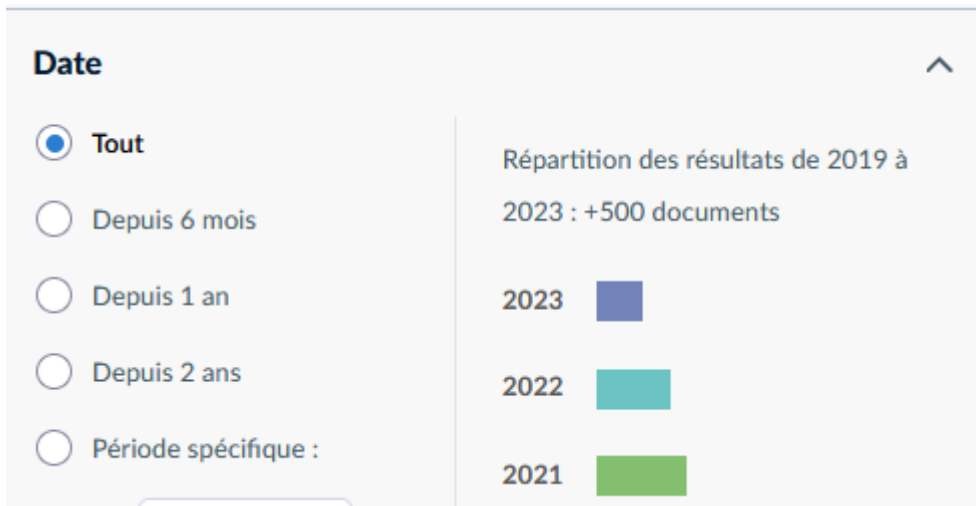 Date
Tout
Depuis 6 mois
Depuis 1 an
Depuis 2 ans
Période spécifique :
Répartition des résultats de 2019 à
2023 : +500 documents
2023
2022
2021